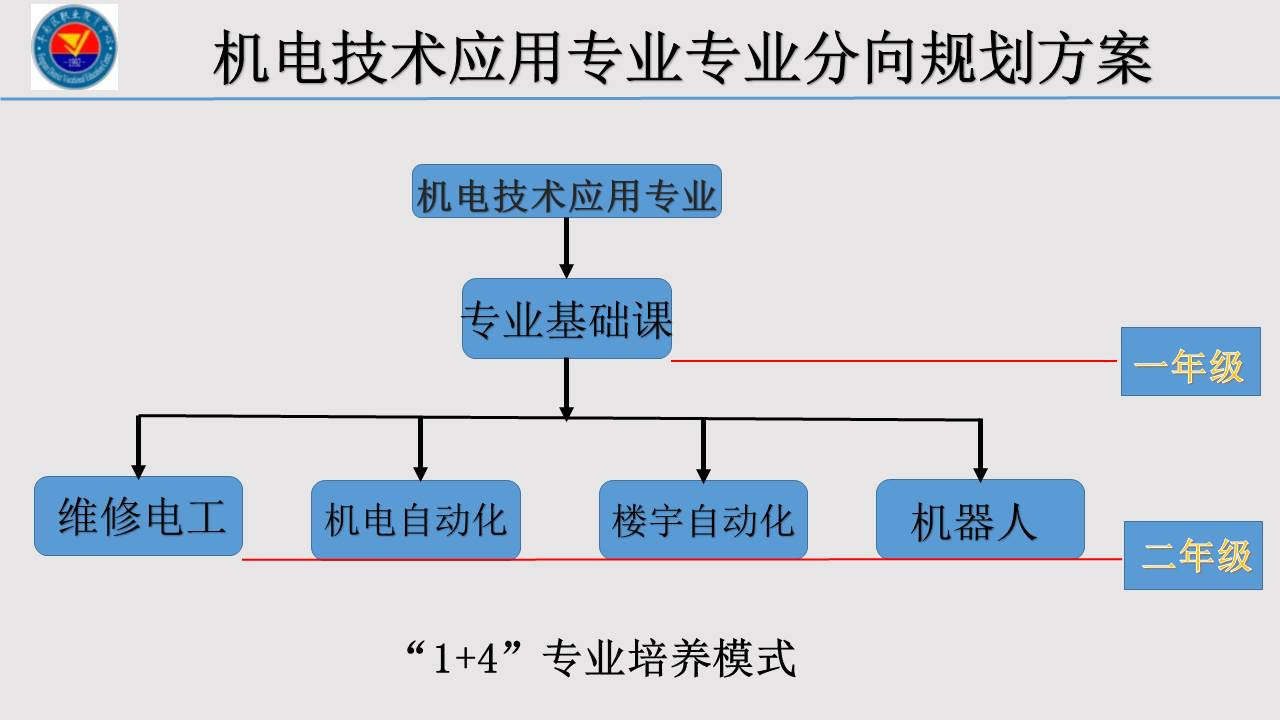 机电技术应用专业专业分向规划方案
机电技术应用专业
专业基础课
一年级
维修电工
机电自动化
楼宇自动化
机器人
二年级
“1+4”专业培养模式